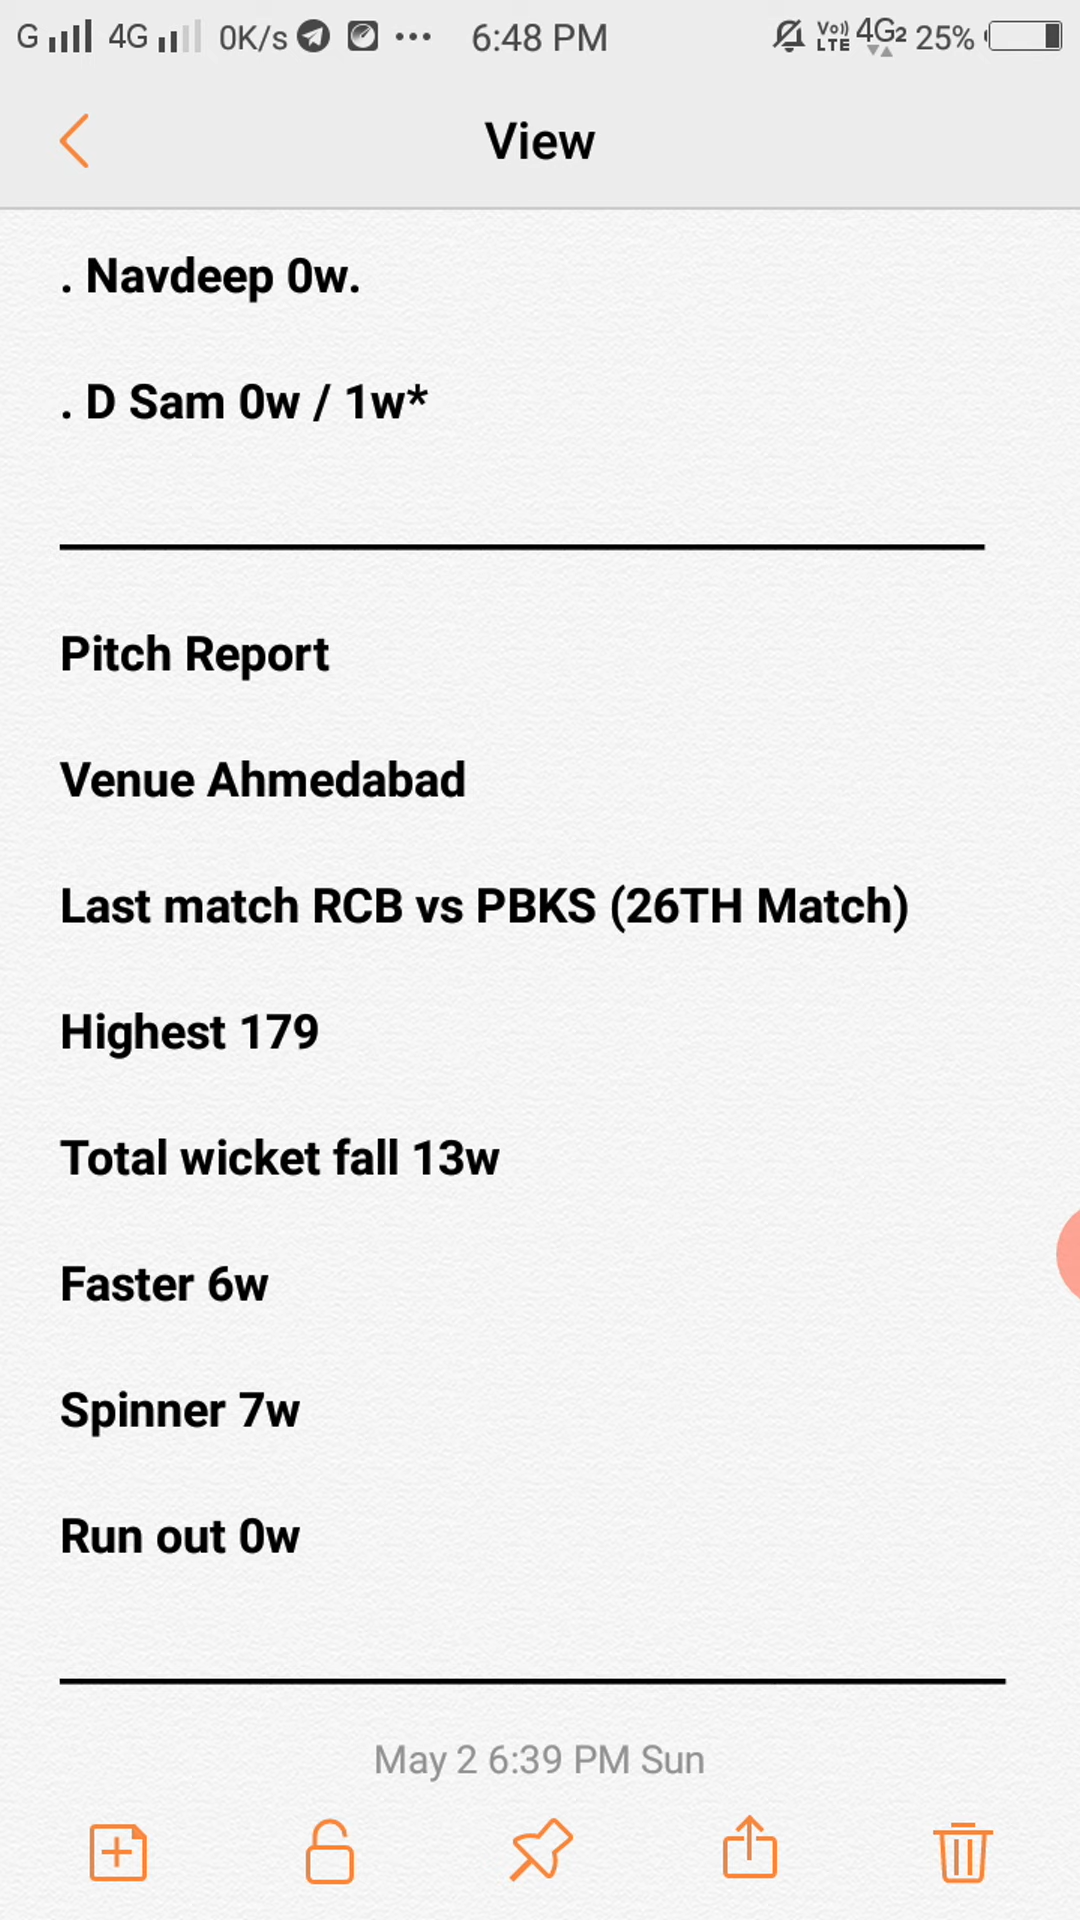 G 4G 0K/s ... 6:48 PM Vo)) LTE 4G2 25%
View
. Navdeep 0w.
. D Sam 0w / 1w*
Pitch Report
Venue Ahmedabad
Last match RCB vs PBKS (26TH Match)
Highest 179
Total wicket fall 13w
Faster 6w
Spinner 7w
Run out 0w
May 2 6:39 PM Sun